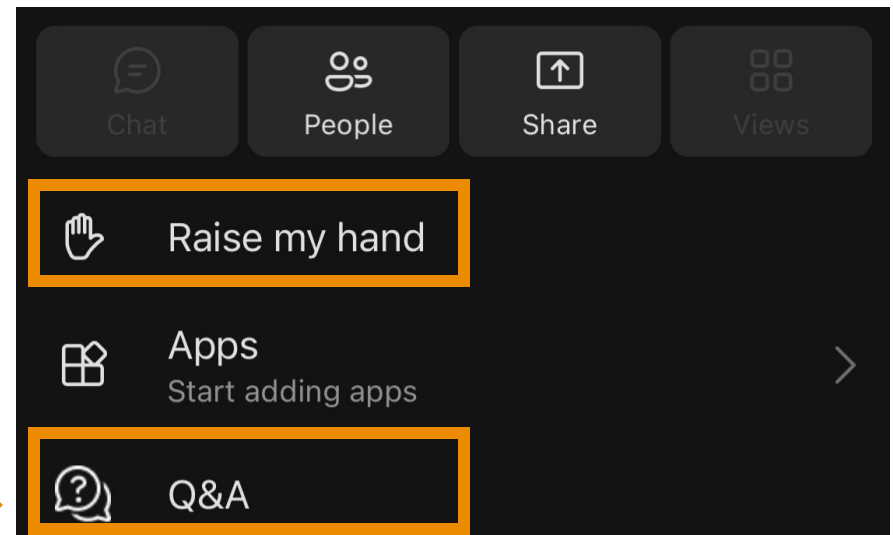 Chat
People
Share
Views
Raise my hand
Apps
Start adding apps
Q&A